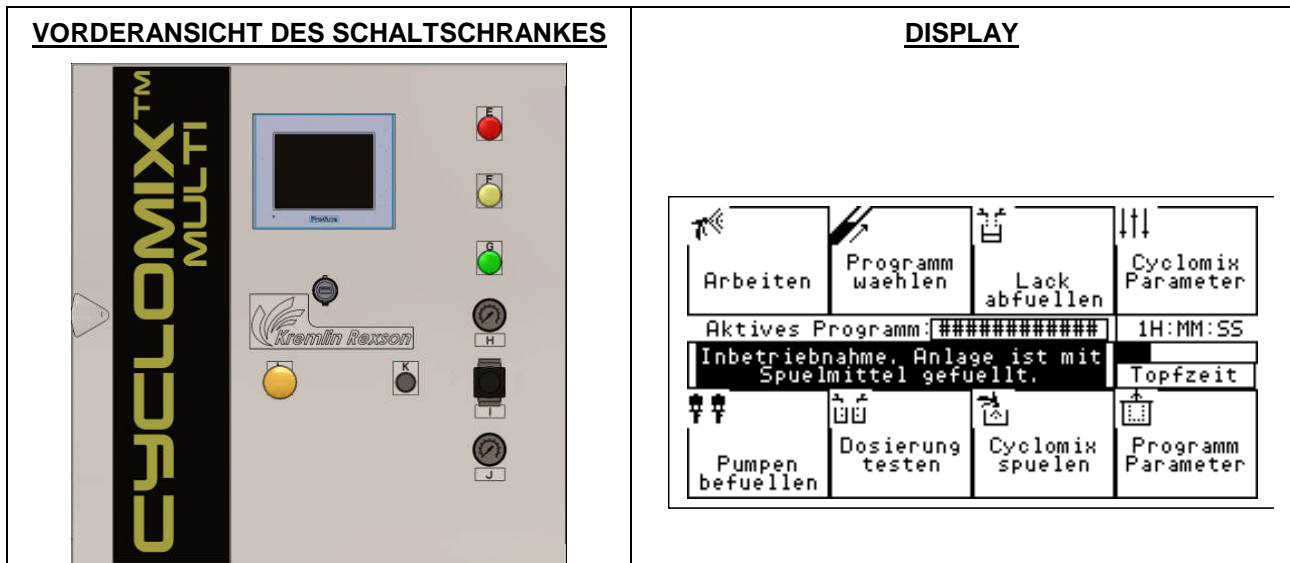 VORDERANSICHT DES SCHALTSCHRANKES
CYCLOMIX™
MULTI
E
F
G
H
Kremlin Rexson
K
I
J
DISPLAY
Arbeiten
Programm
waehlen
Lack
abfuellen
Cyclomix
Parameter
Aktives Programm:############
1H:MM:SS
Inbetriebnahme. Anlage ist mit
Spuelmittel gefuellt.
Topfzeit
Pumpen
befuellen
Dosierung
testen
Cyclomix
spuelen
Programm
Parameter